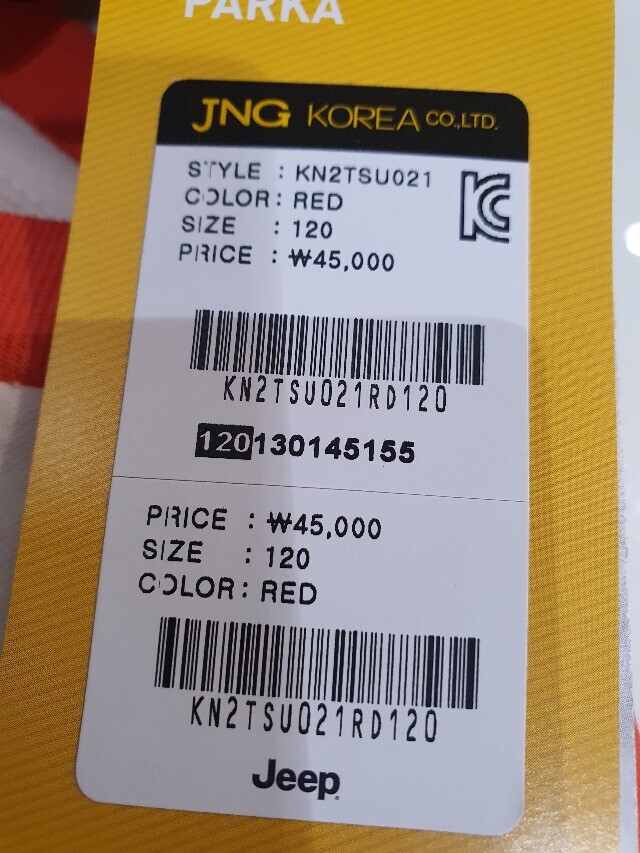 PARKA
JNG KOREA CO.,LTD.
STYLE : KN2TSU021
COLOR : RED
SIZE : 120
PRICE : ₩45,000
KC
KN2TSU021RD120
120130145155
PRICE : ₩45,000
SIZE : 120
COLOR : RED
KN2TSU021RD120
Jeep